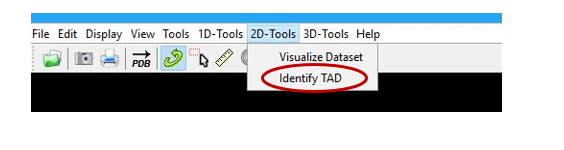 File Edit Display View Tools 1D-Tools 2D-Tools 3D-Tools Help
PDB
Visualize Dataset
Identify TAD